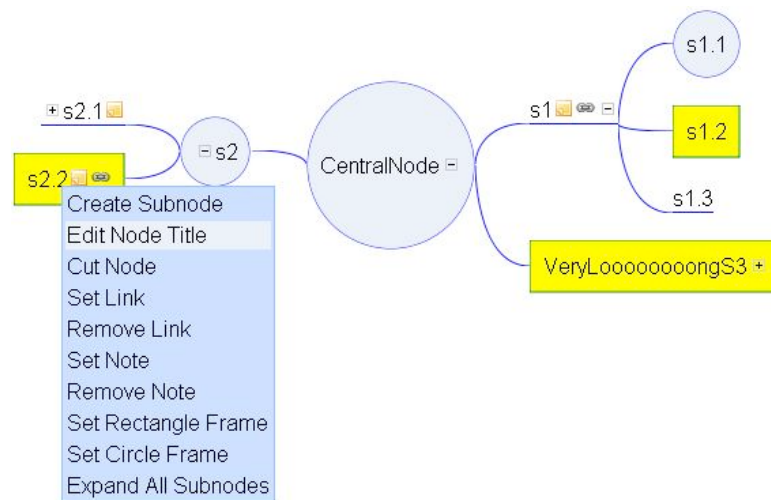 s1.1
s2.1
s1
s1.2
s2
CentralNode
s2.2
s1.3
VeryLoooooooongS3
Create Subnode
Edit Node Title
Cut Node
Set Link
Remove Link
Set Note
Remove Note
Set Rectangle Frame
Set Circle Frame
Expand All Subnodes